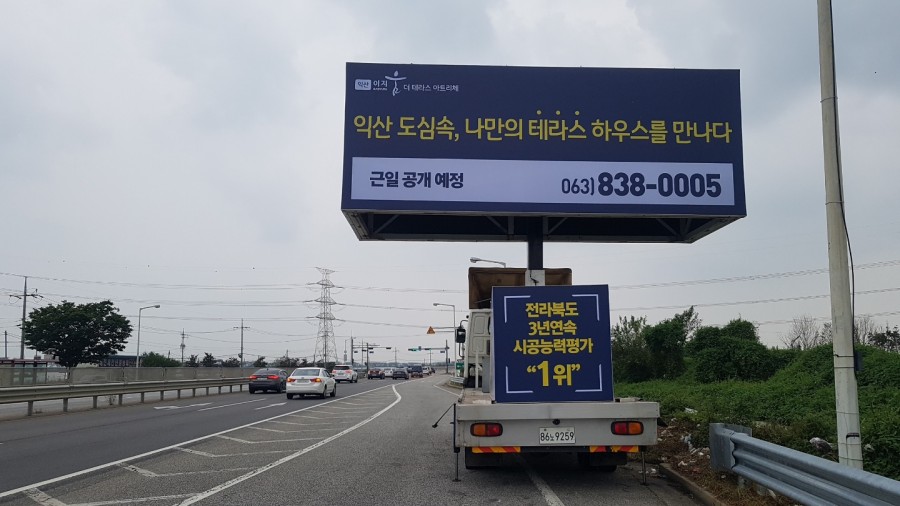 익산 이지움 더 테라스 아트리체
익산 도심속, 나만의 테라스 하우스를 만나다
근일 공개 예정 063)838-0005
전라북도
3년연속
시공능력평가
“1위”
86노9259